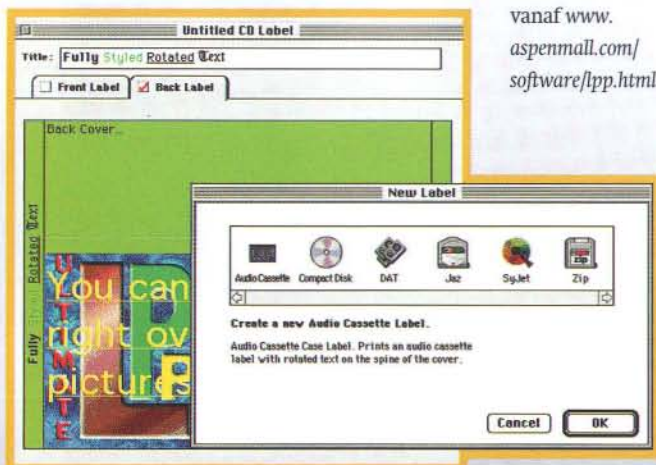 vanaf www.
aspenmall.com/
software/lpp.html
Untitled CD Label
Title: Fully Styled Rotated Text
Front Label
Back Label
Back Cover...
Fully Styled Rotated Text
ULTIMATE
You can
right ov
pictures
New Label
Audio Cassette Compact Disk DAT Jaz SyJet Zip
Create a new Audio Cassette Label.
Audio Cassette Case Label. Prints an audio cassette
label with rotated text on the spine of the cover.
Cancel OK